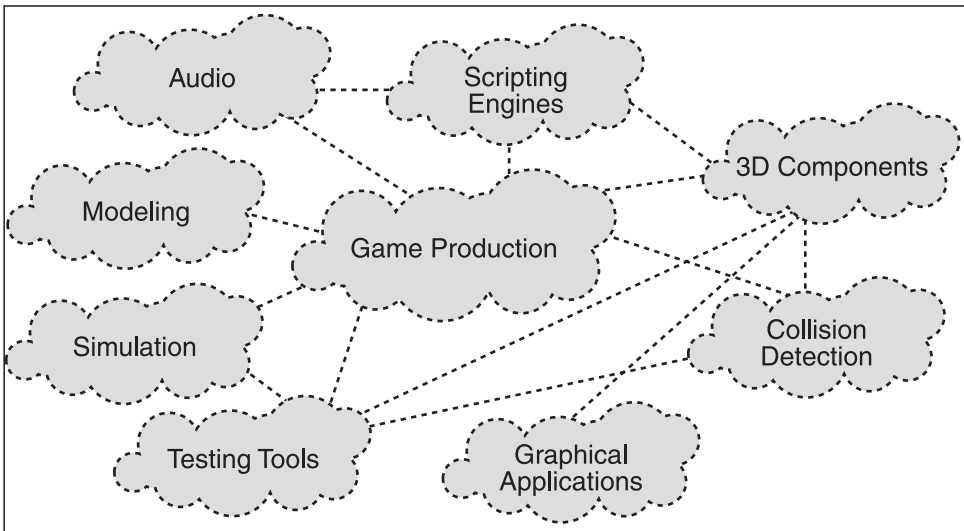 Audio
Scripting
Engines
3D Components
Modeling
Game Production
Simulation
Collision
Detection
Testing Tools
Graphical
Applications